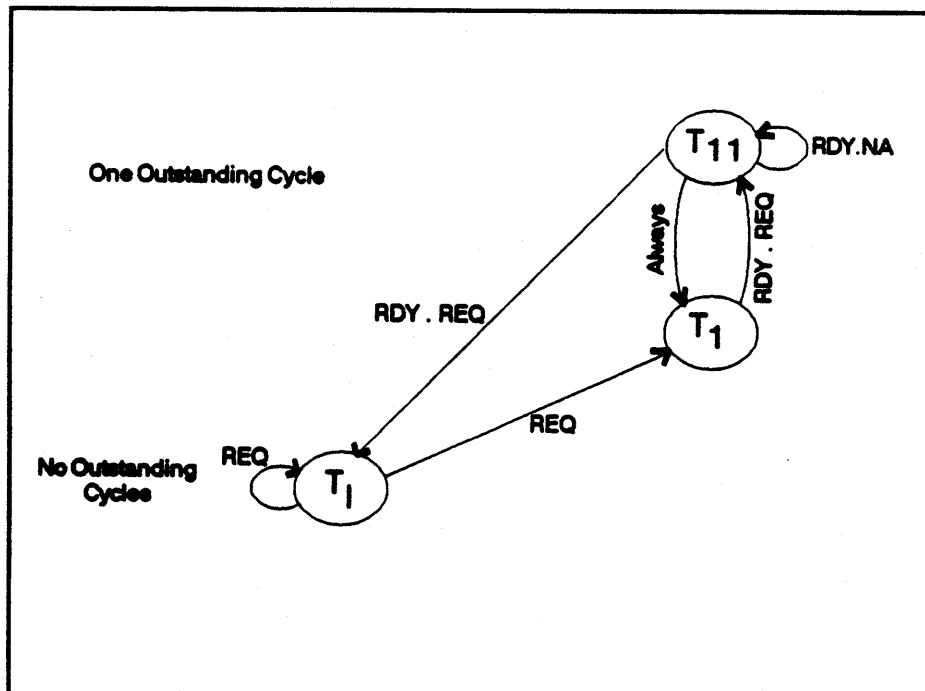 T11
RDY.NA
One Outstanding Cycle
Always
RDY . REQ
RDY . REQ
T1
REQ
REQ
No Outstanding
Cycles
TI